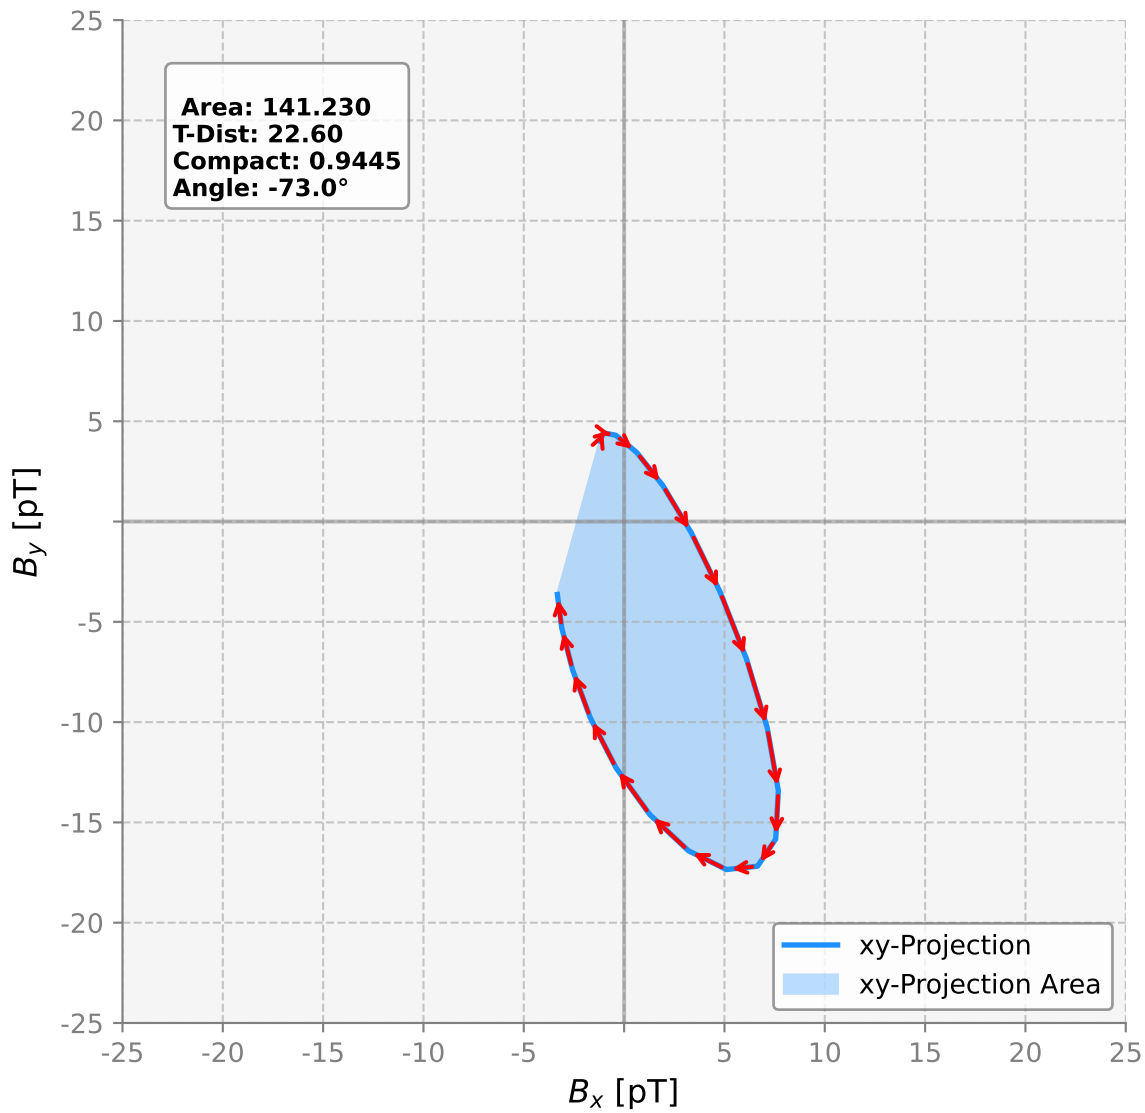 25
20
15
10
5
-5
-10
-15
-20
-25
-25
-20
-15
-10
-5
5
10
15
20
25
B_y [pT]
B_x [pT]
Area: 141.230
T-Dist: 22.60
Compact: 0.9445
Angle: -73.0°
xy-Projection
xy-Projection Area